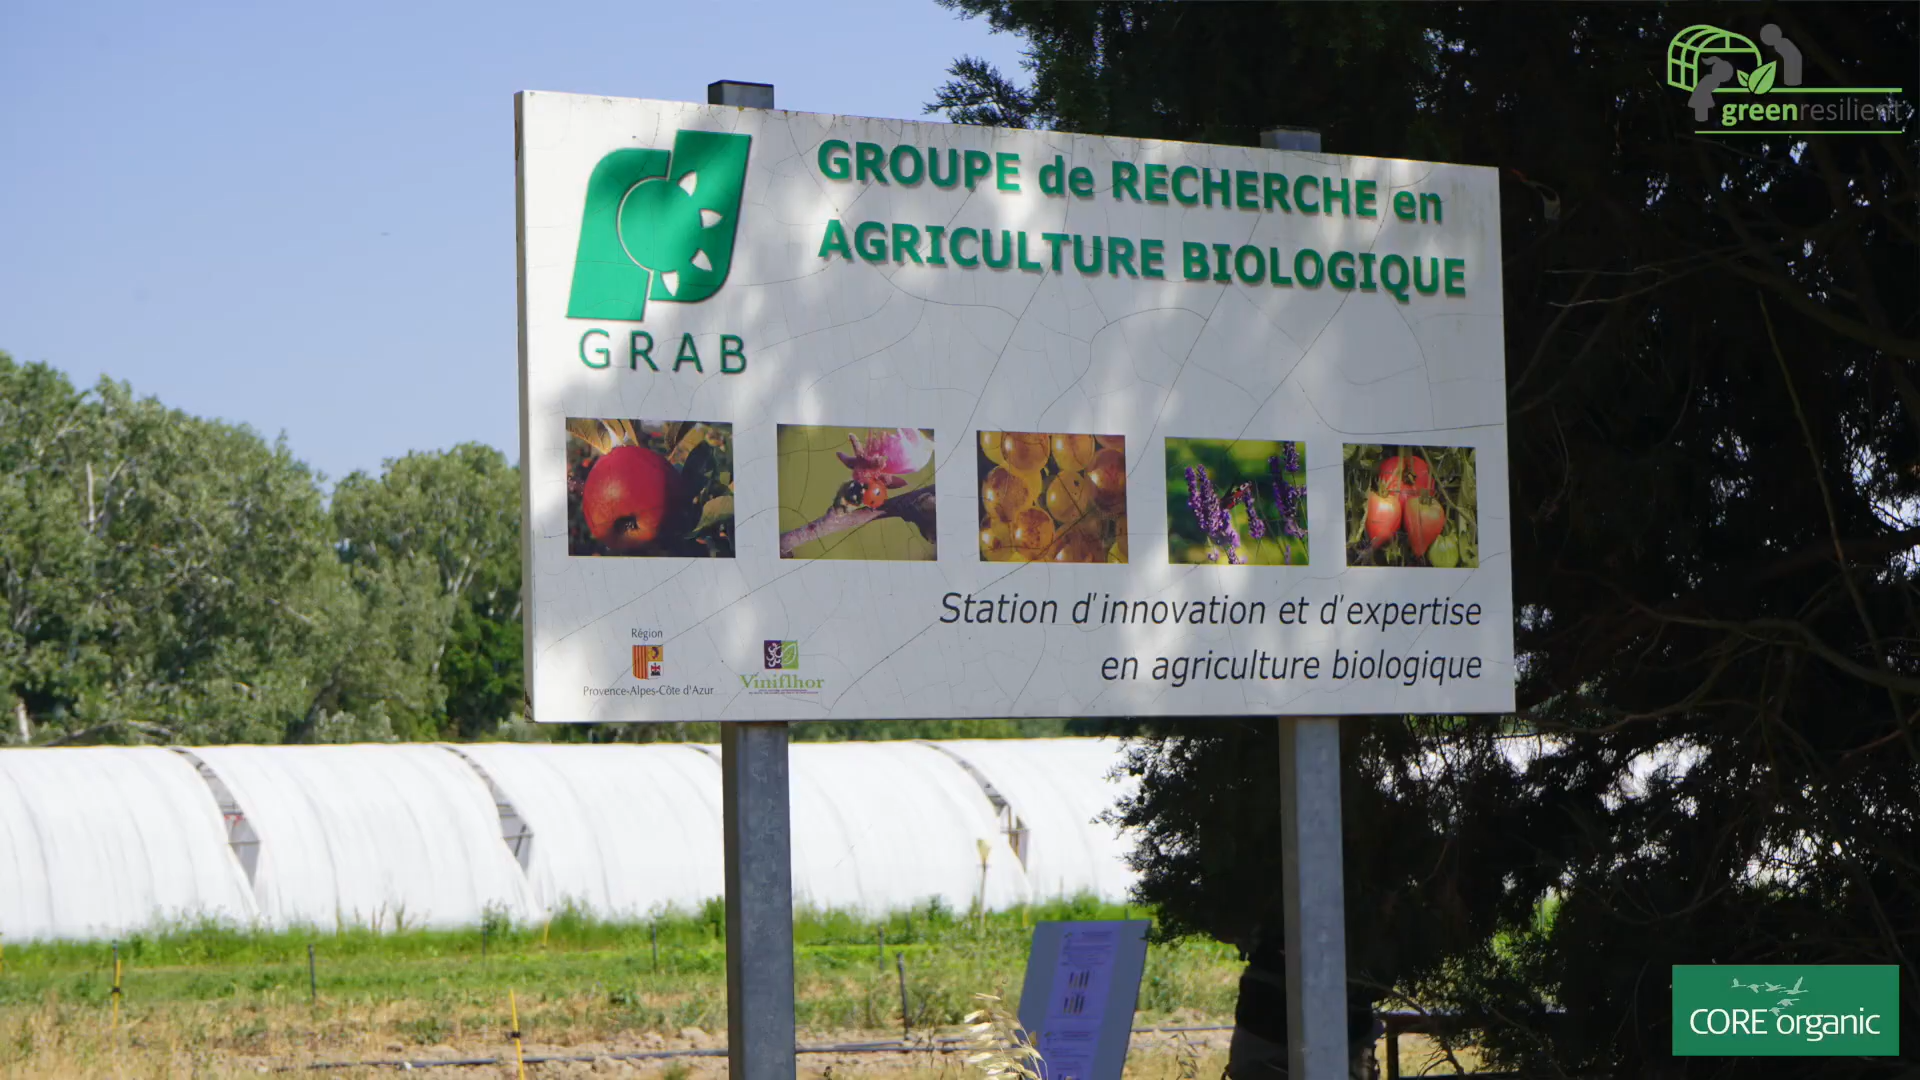 greenresilient
GROUPE de RECHERCHE en
AGRICULTURE BIOLOGIQUE
GRAB
Station d'innovation et d'expertise
en agriculture biologique
Région
Provence-Alpes-Côte d'Azur
Viniflhor
CORE organic